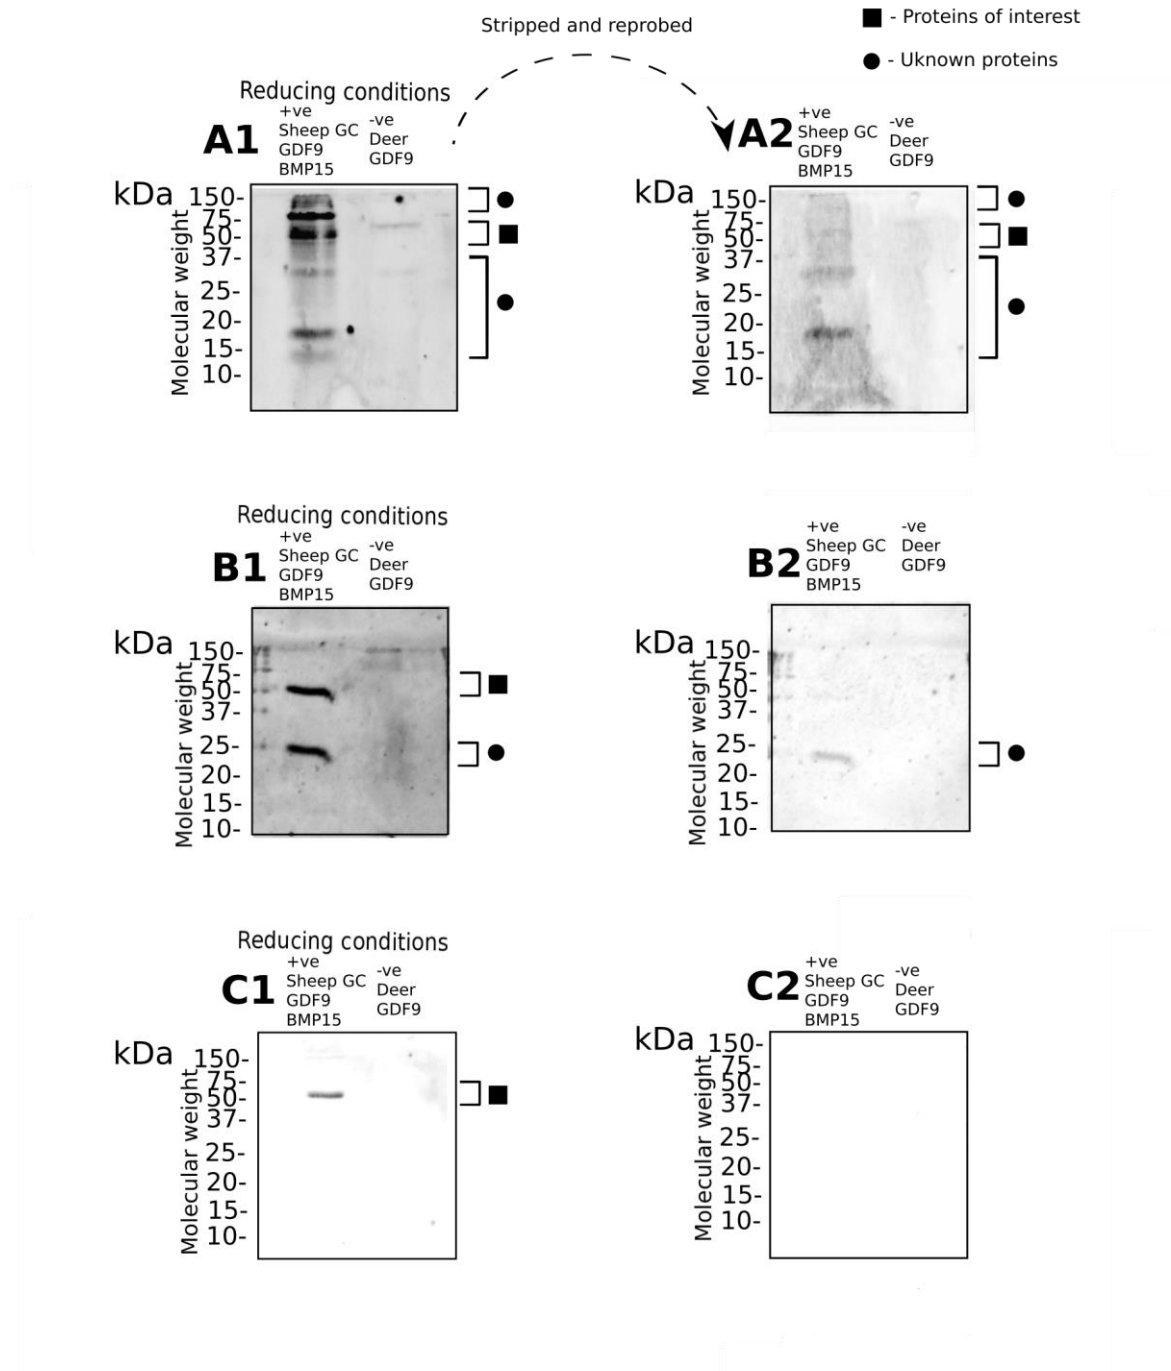 Stripped and reprobed
■ - Proteins of interest
● - Uknown proteins
Reducing conditions
A1
+ve
Sheep GC
GDF9
BMP15
-ve
Deer
GDF9
kDa
Molecular weight
150-
75-
50-
37-
25-
20-
15-
10-
A2
+ve
Sheep GC
GDF9
BMP15
-ve
Deer
GDF9
kDa
Molecular weight
150-
75-
50-
37-
25-
20-
15-
10-
Reducing conditions
B1
+ve
Sheep GC
GDF9
BMP15
-ve
Deer
GDF9
kDa
Molecular weight
150-
75-
50-
37-
25-
20-
15-
10-
B2
+ve
Sheep GC
GDF9
BMP15
-ve
Deer
GDF9
kDa
Molecular weight
150-
75-
50-
37-
25-
20-
15-
10-
Reducing conditions
C1
+ve
Sheep GC
GDF9
BMP15
-ve
Deer
GDF9
kDa
Molecular weight
150-
75-
50-
37-
25-
20-
15-
10-
C2
+ve
Sheep GC
GDF9
BMP15
-ve
Deer
GDF9
kDa
Molecular weight
150-
75-
50-
37-
25-
20-
15-
10-